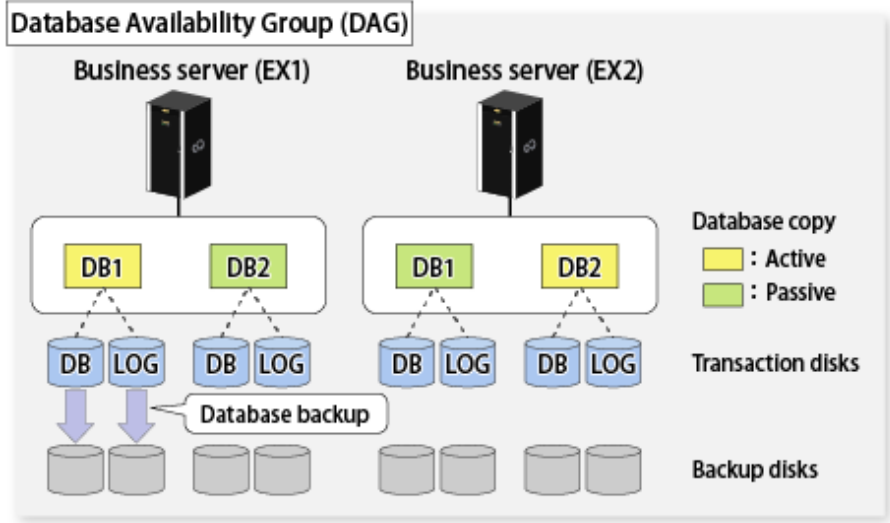 Database Availability Group (DAG)
Business server (EX1)
Business server (EX2)
DB1
DB2
DB1
DB2
Database copy
: Active
: Passive
DB
LOG
DB
LOG
DB
LOG
DB
LOG
Transaction disks
Database backup
Backup disks